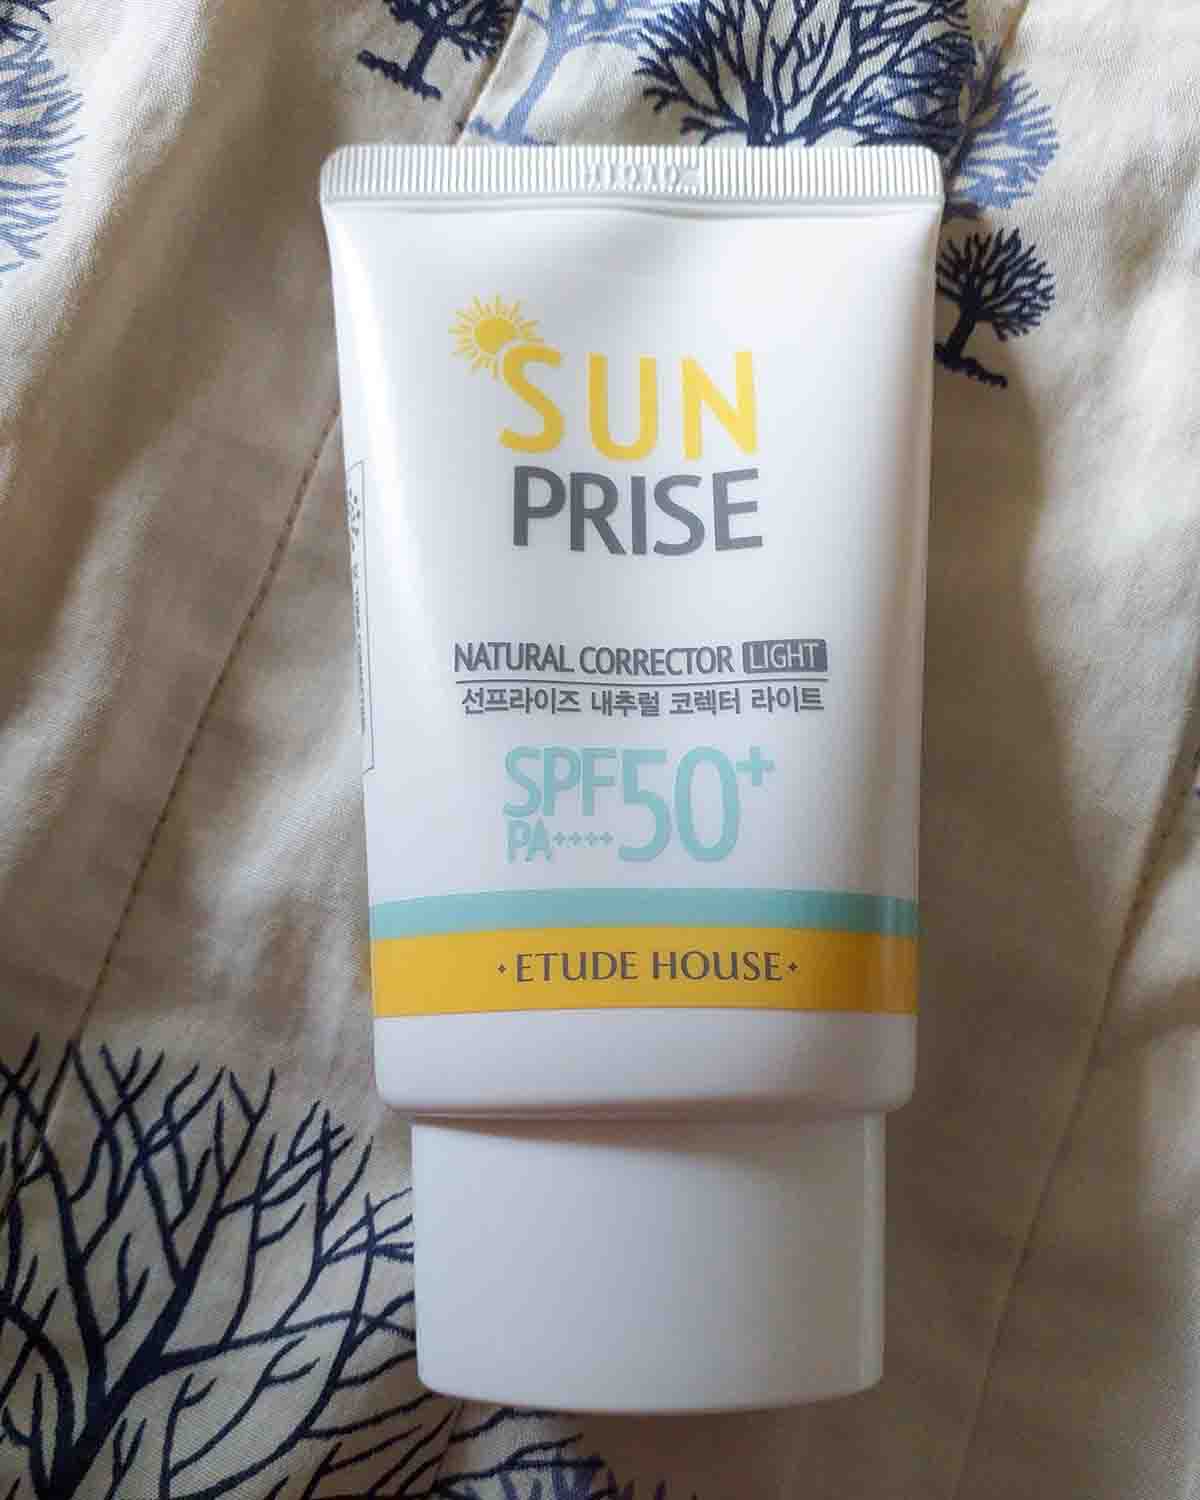 SUN
PRISE
NATURAL CORRECTOR LIGHT
선프라이즈 내추럴 코렉터 라이트
SPF50+
PA++++
ETUDE HOUSE